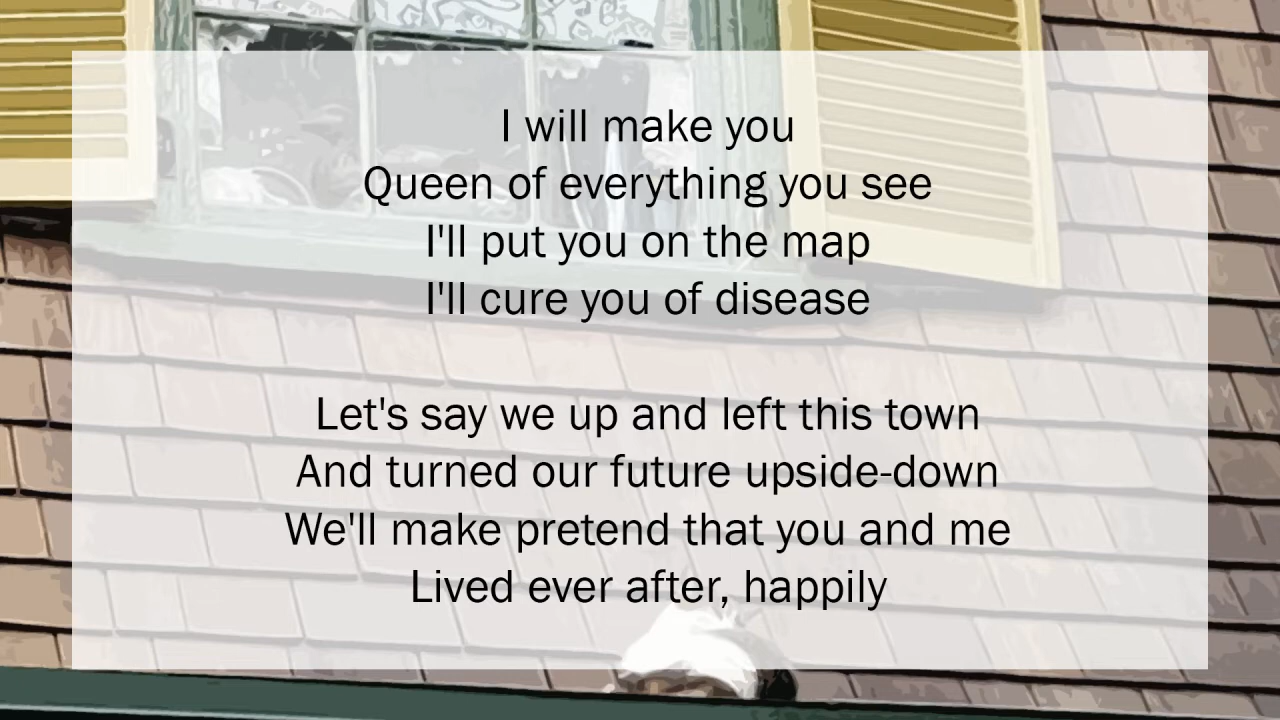 I will make you
Queen of everything you see
I'll put you on the map
I'll cure you of disease
Let's say we up and left this town
And turned our future upside-down
We'll make pretend that you and me
Lived ever after, happily